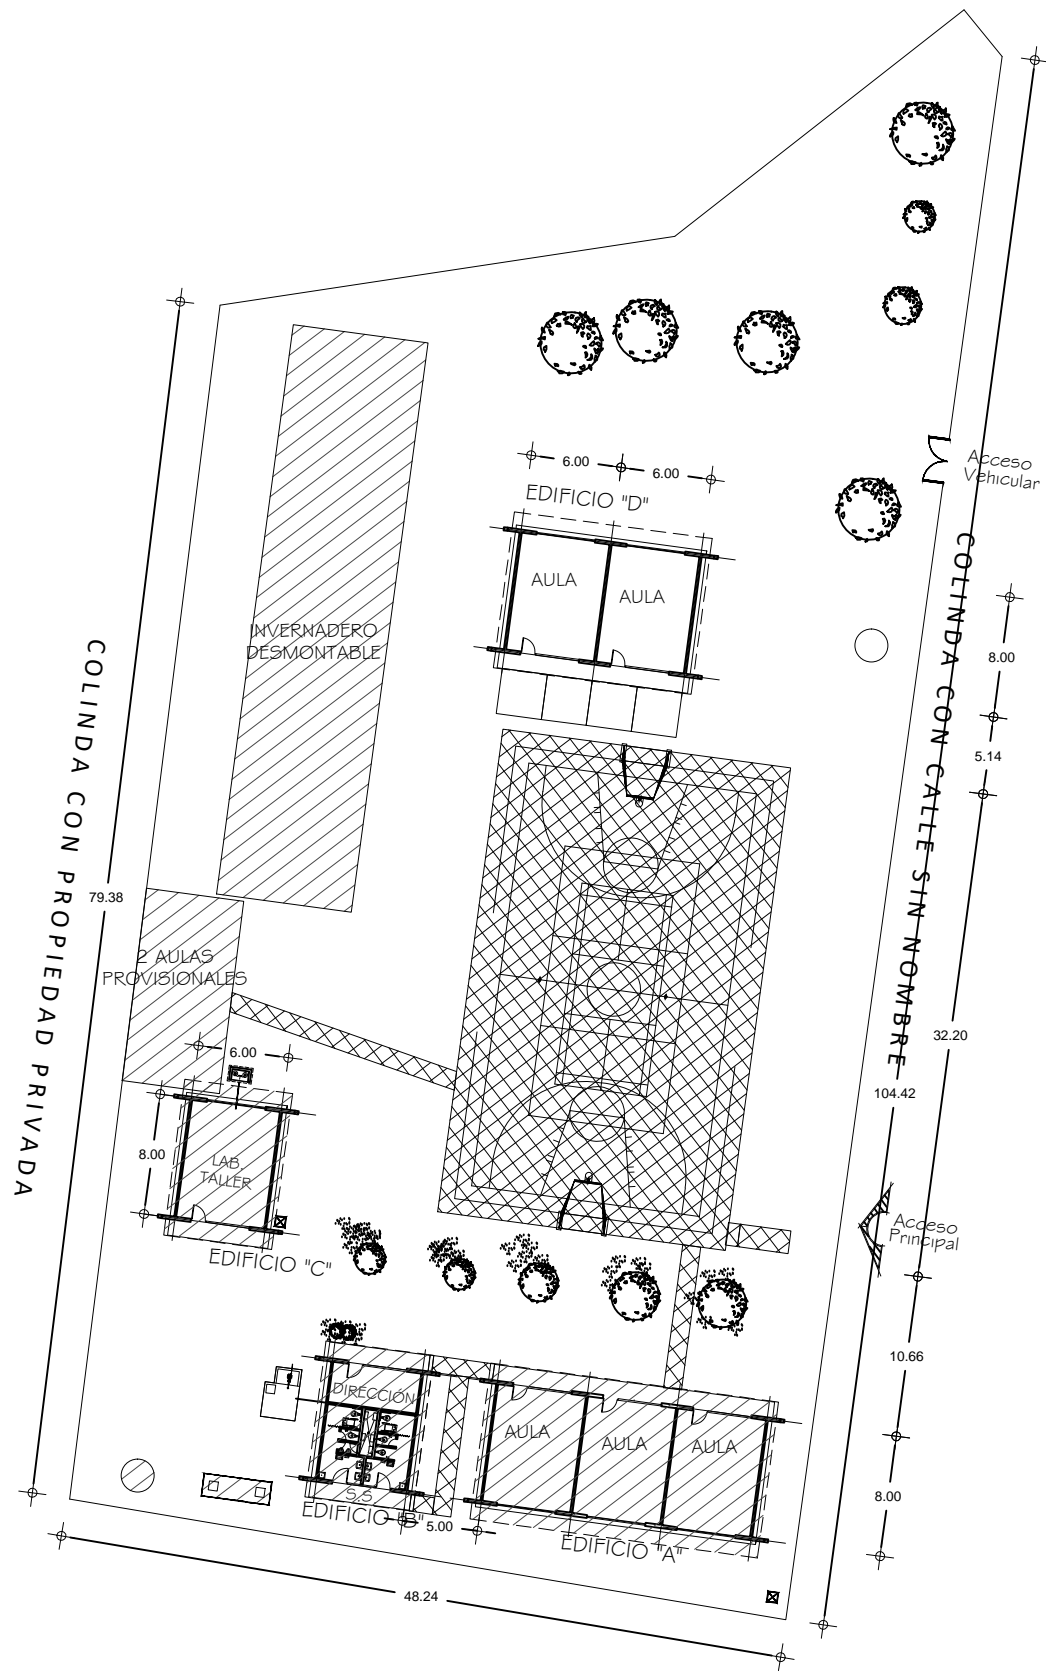 6.00
6.00
EDIFICIO "D"
AULA
AULA
Acceso
Vehicular
INVERNADERO
DESMONTABLE
8.00
5.14
COLINDA CON CALLE SIN NOMBRE
COLINDA CON PROPIEDAD PRIVADA
79.38
2 AULAS
PROVISIONALES
32.20
6.00
104.42
8.00
LAB.
TALLER
EDIFICIO "C"
Acceso
Principal
10.66
DIRECCIÓN
AULA
AULA
AULA
S.S
EDIFICIO "B"
5.00
EDIFICIO "A"
8.00
48.24